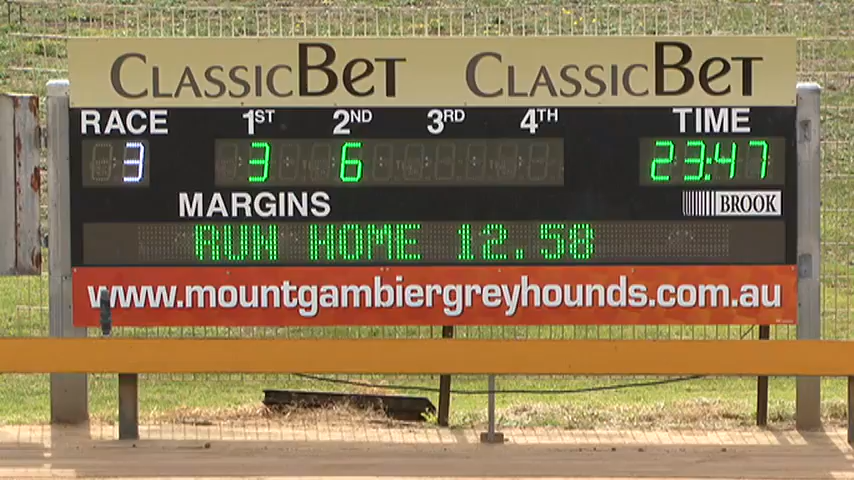 CLASSICBET CLASSICBET
RACE 1ST 2ND 3RD 4TH TIME
3 3 6 23:47
MARGINS BROOK
RUN HOME 12.58
www.mountgambiergreyhounds.com.au